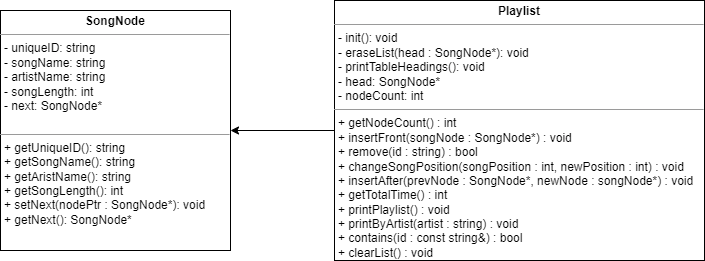 SongNode
- uniqueID: string
- songName: string
- artistName: string
- songLength: int
- next: SongNode*
+ getUniqueID(): string
+ getSongName(): string
+ getAristName(): string
+ getSongLength(): int
+ setNext(nodePtr : SongNode*): void
+ getNext(): SongNode*
Playlist
- init(): void
- eraseList(head : SongNode*): void
- printTableHeadings(): void
- head: SongNode*
- nodeCount: int
+ getNodeCount() : int
+ insertFront(songNode : SongNode*) : void
+ remove(id : string) : bool
+ changeSongPosition(songPosition : int, newPosition : int) : void
+ insertAfter(prevNode : SongNode*, newNode : songNode*) : void
+ getTotalTime() : int
+ printPlaylist() : void
+ printByArtist(artist : string) : void
+ contains(id : const string&) : bool
+ clearList() : void